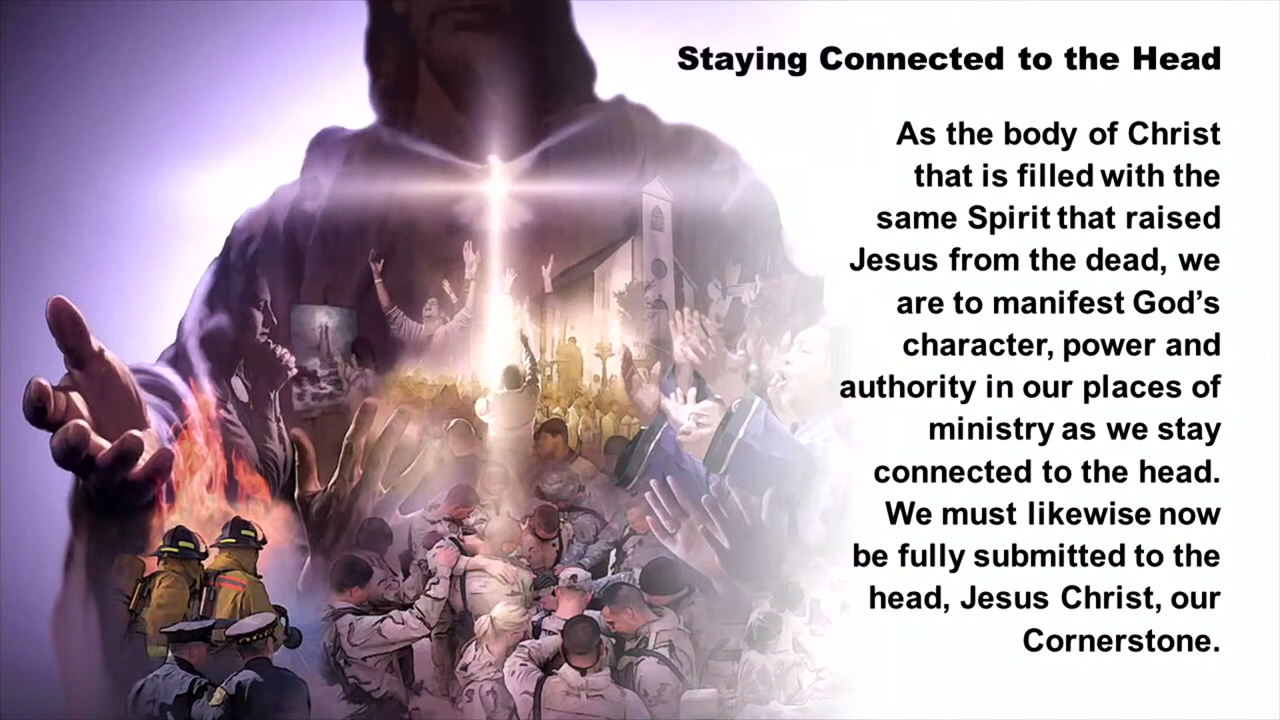 Staying Connected to the Head
As the body of Christ
that is filled with the
same Spirit that raised
Jesus from the dead, we
are to manifest God’s
character, power and
authority in our places of
ministry as we stay
connected to the head.
We must likewise now
be fully submitted to the
head, Jesus Christ, our
Cornerstone.